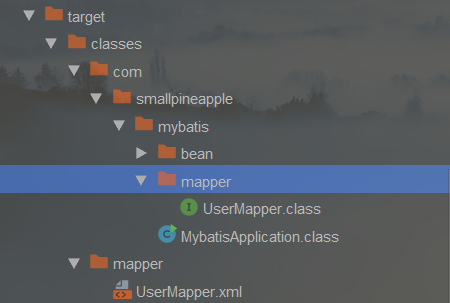 target
classes
com
smallpineapple
mybatis
bean
mapper
UserMapper.class
MybatisApplication.class
mapper
UserMapper.xml